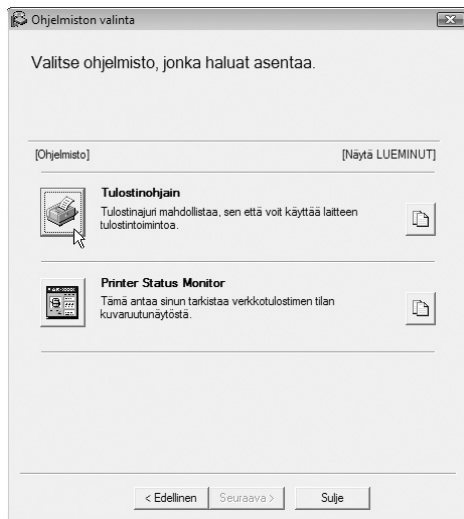 Ohjelmiston valinta
Valitse ohjelmisto, jonka haluat asentaa.
[Ohjelmisto] [Näytä LUEMINUT]
Tulostinohjain
Tulostinajuri mahdollistaa, sen että voit käyttää laitteen
tulostintoimintoa.
Printer Status Monitor
Tämä antaa sinun tarkistaa verkkotulostimen tilan
kuvaruutunäytöstä.
< Edellinen Seuraava > Sulje